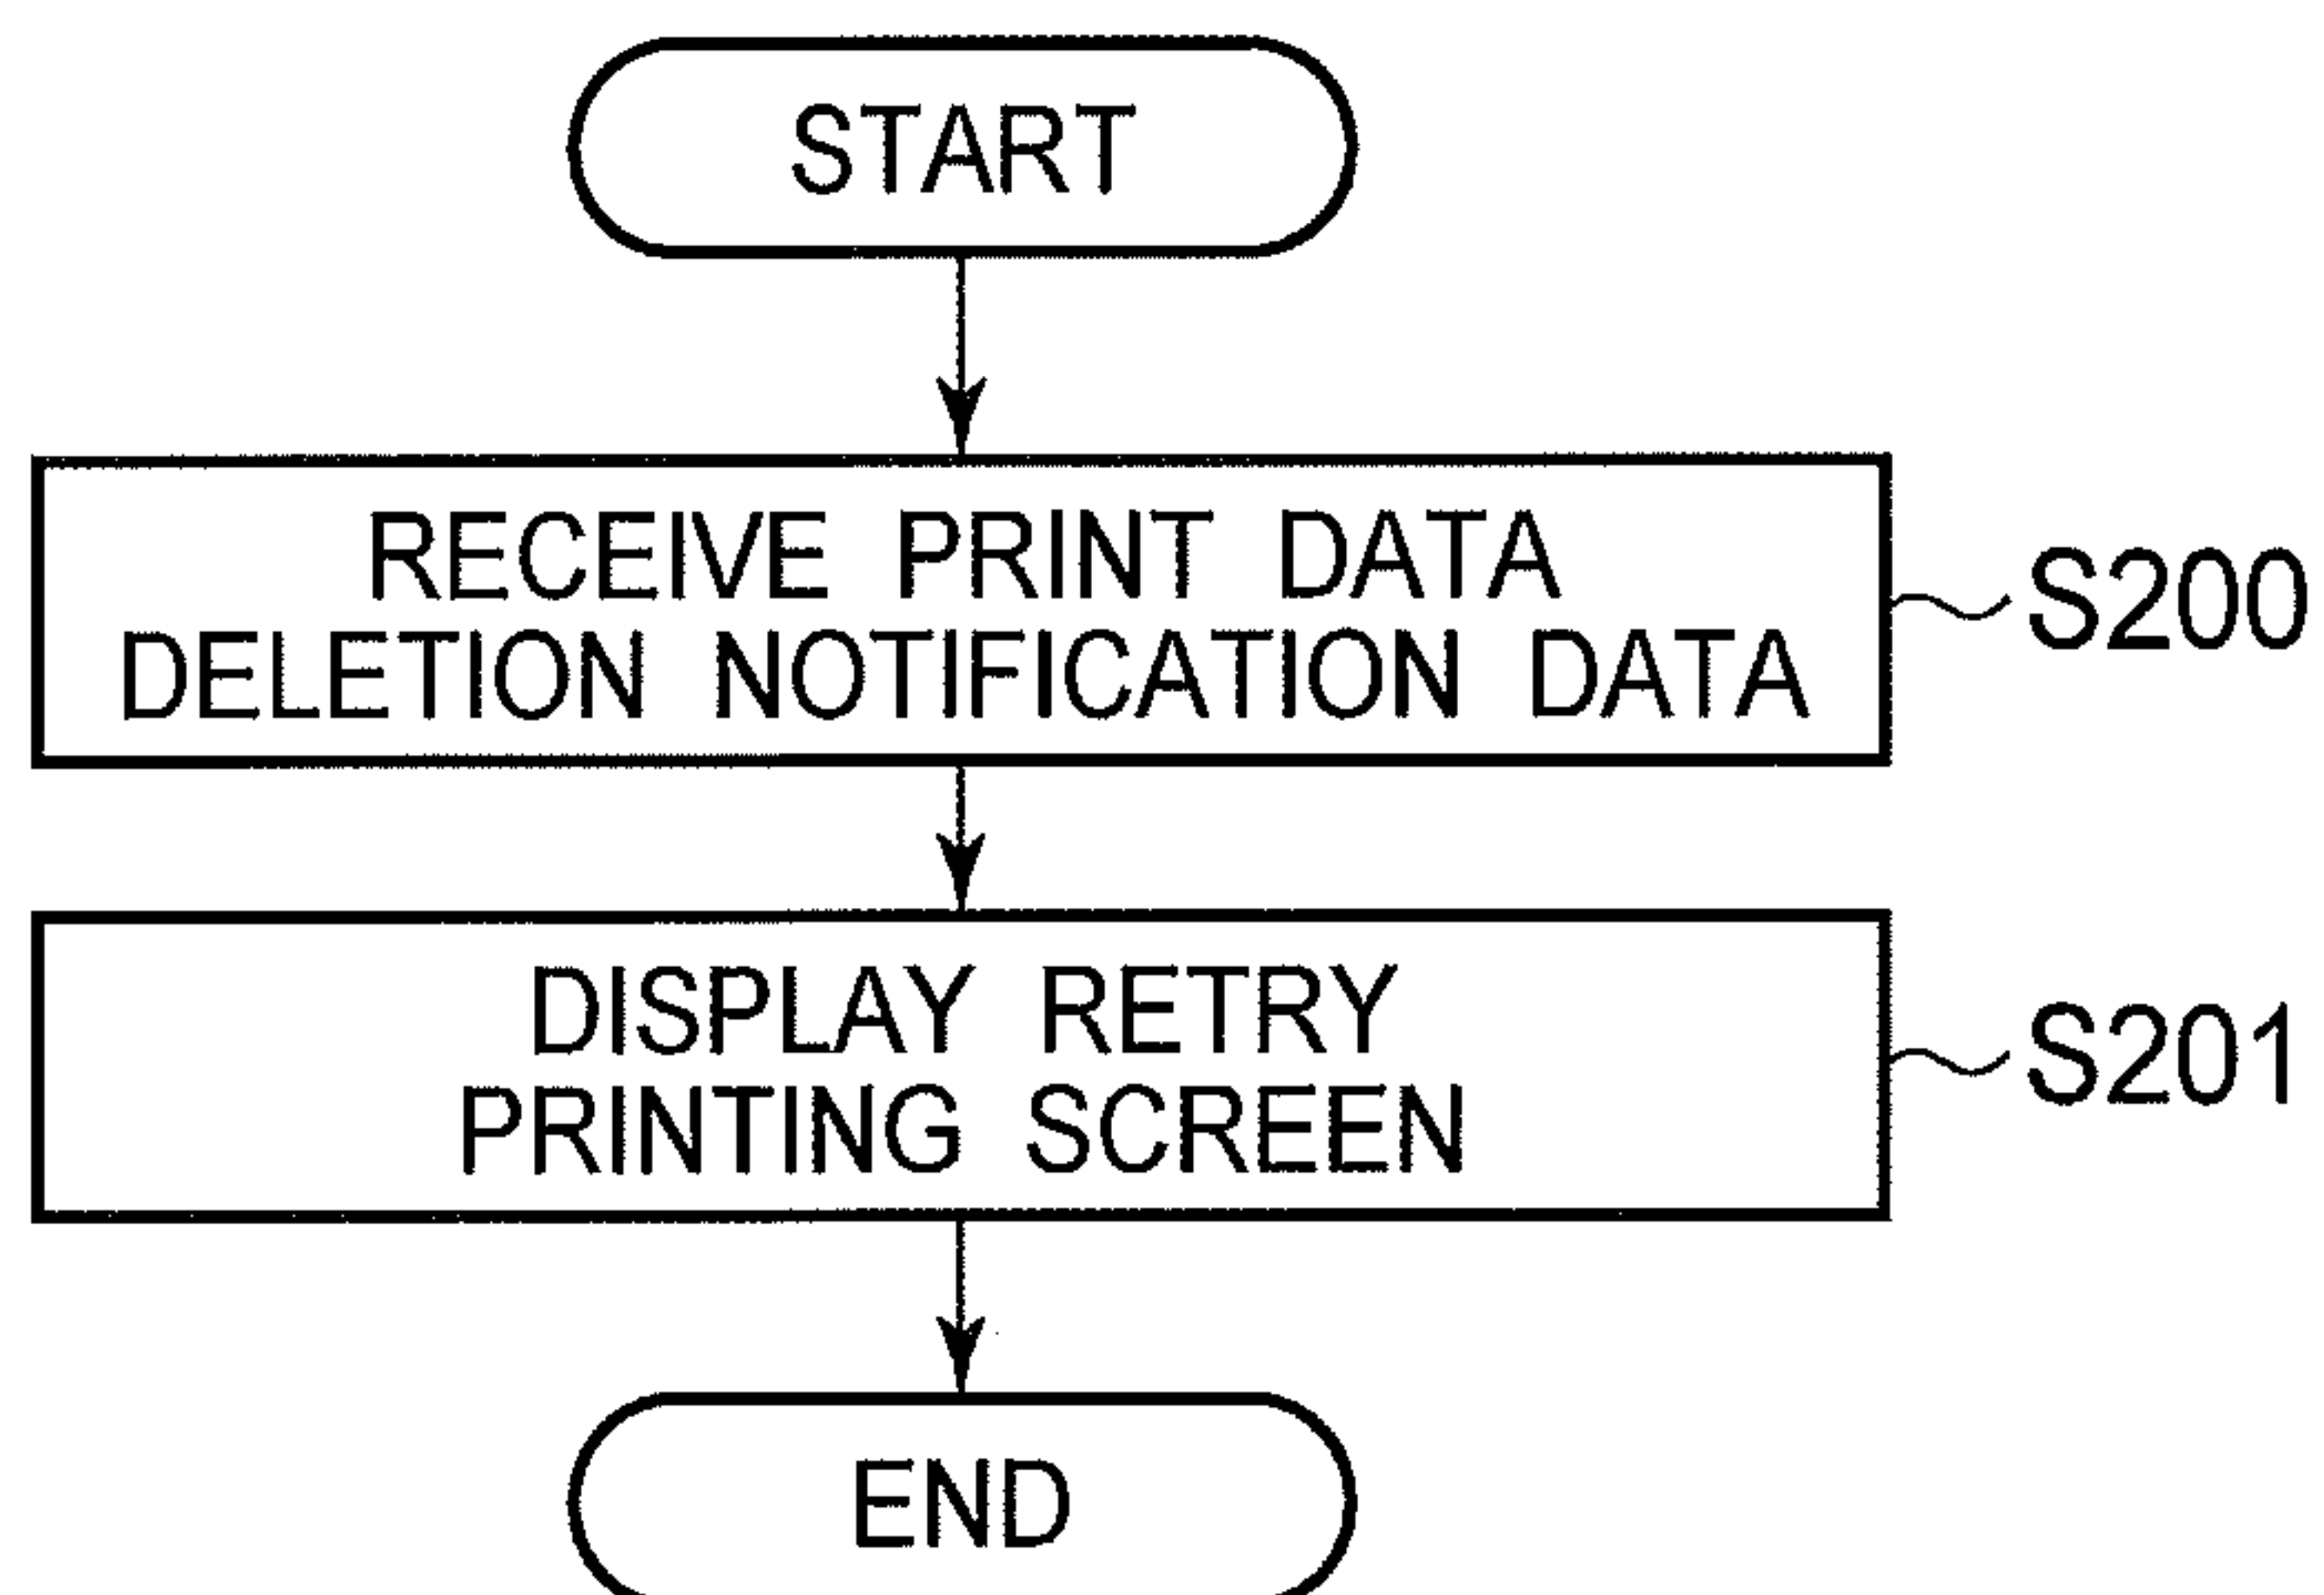 START
RECEIVE PRINT DATA
DELETION NOTIFICATION DATA
S200
DISPLAY RETRY
PRINTING SCREEN
S201
END